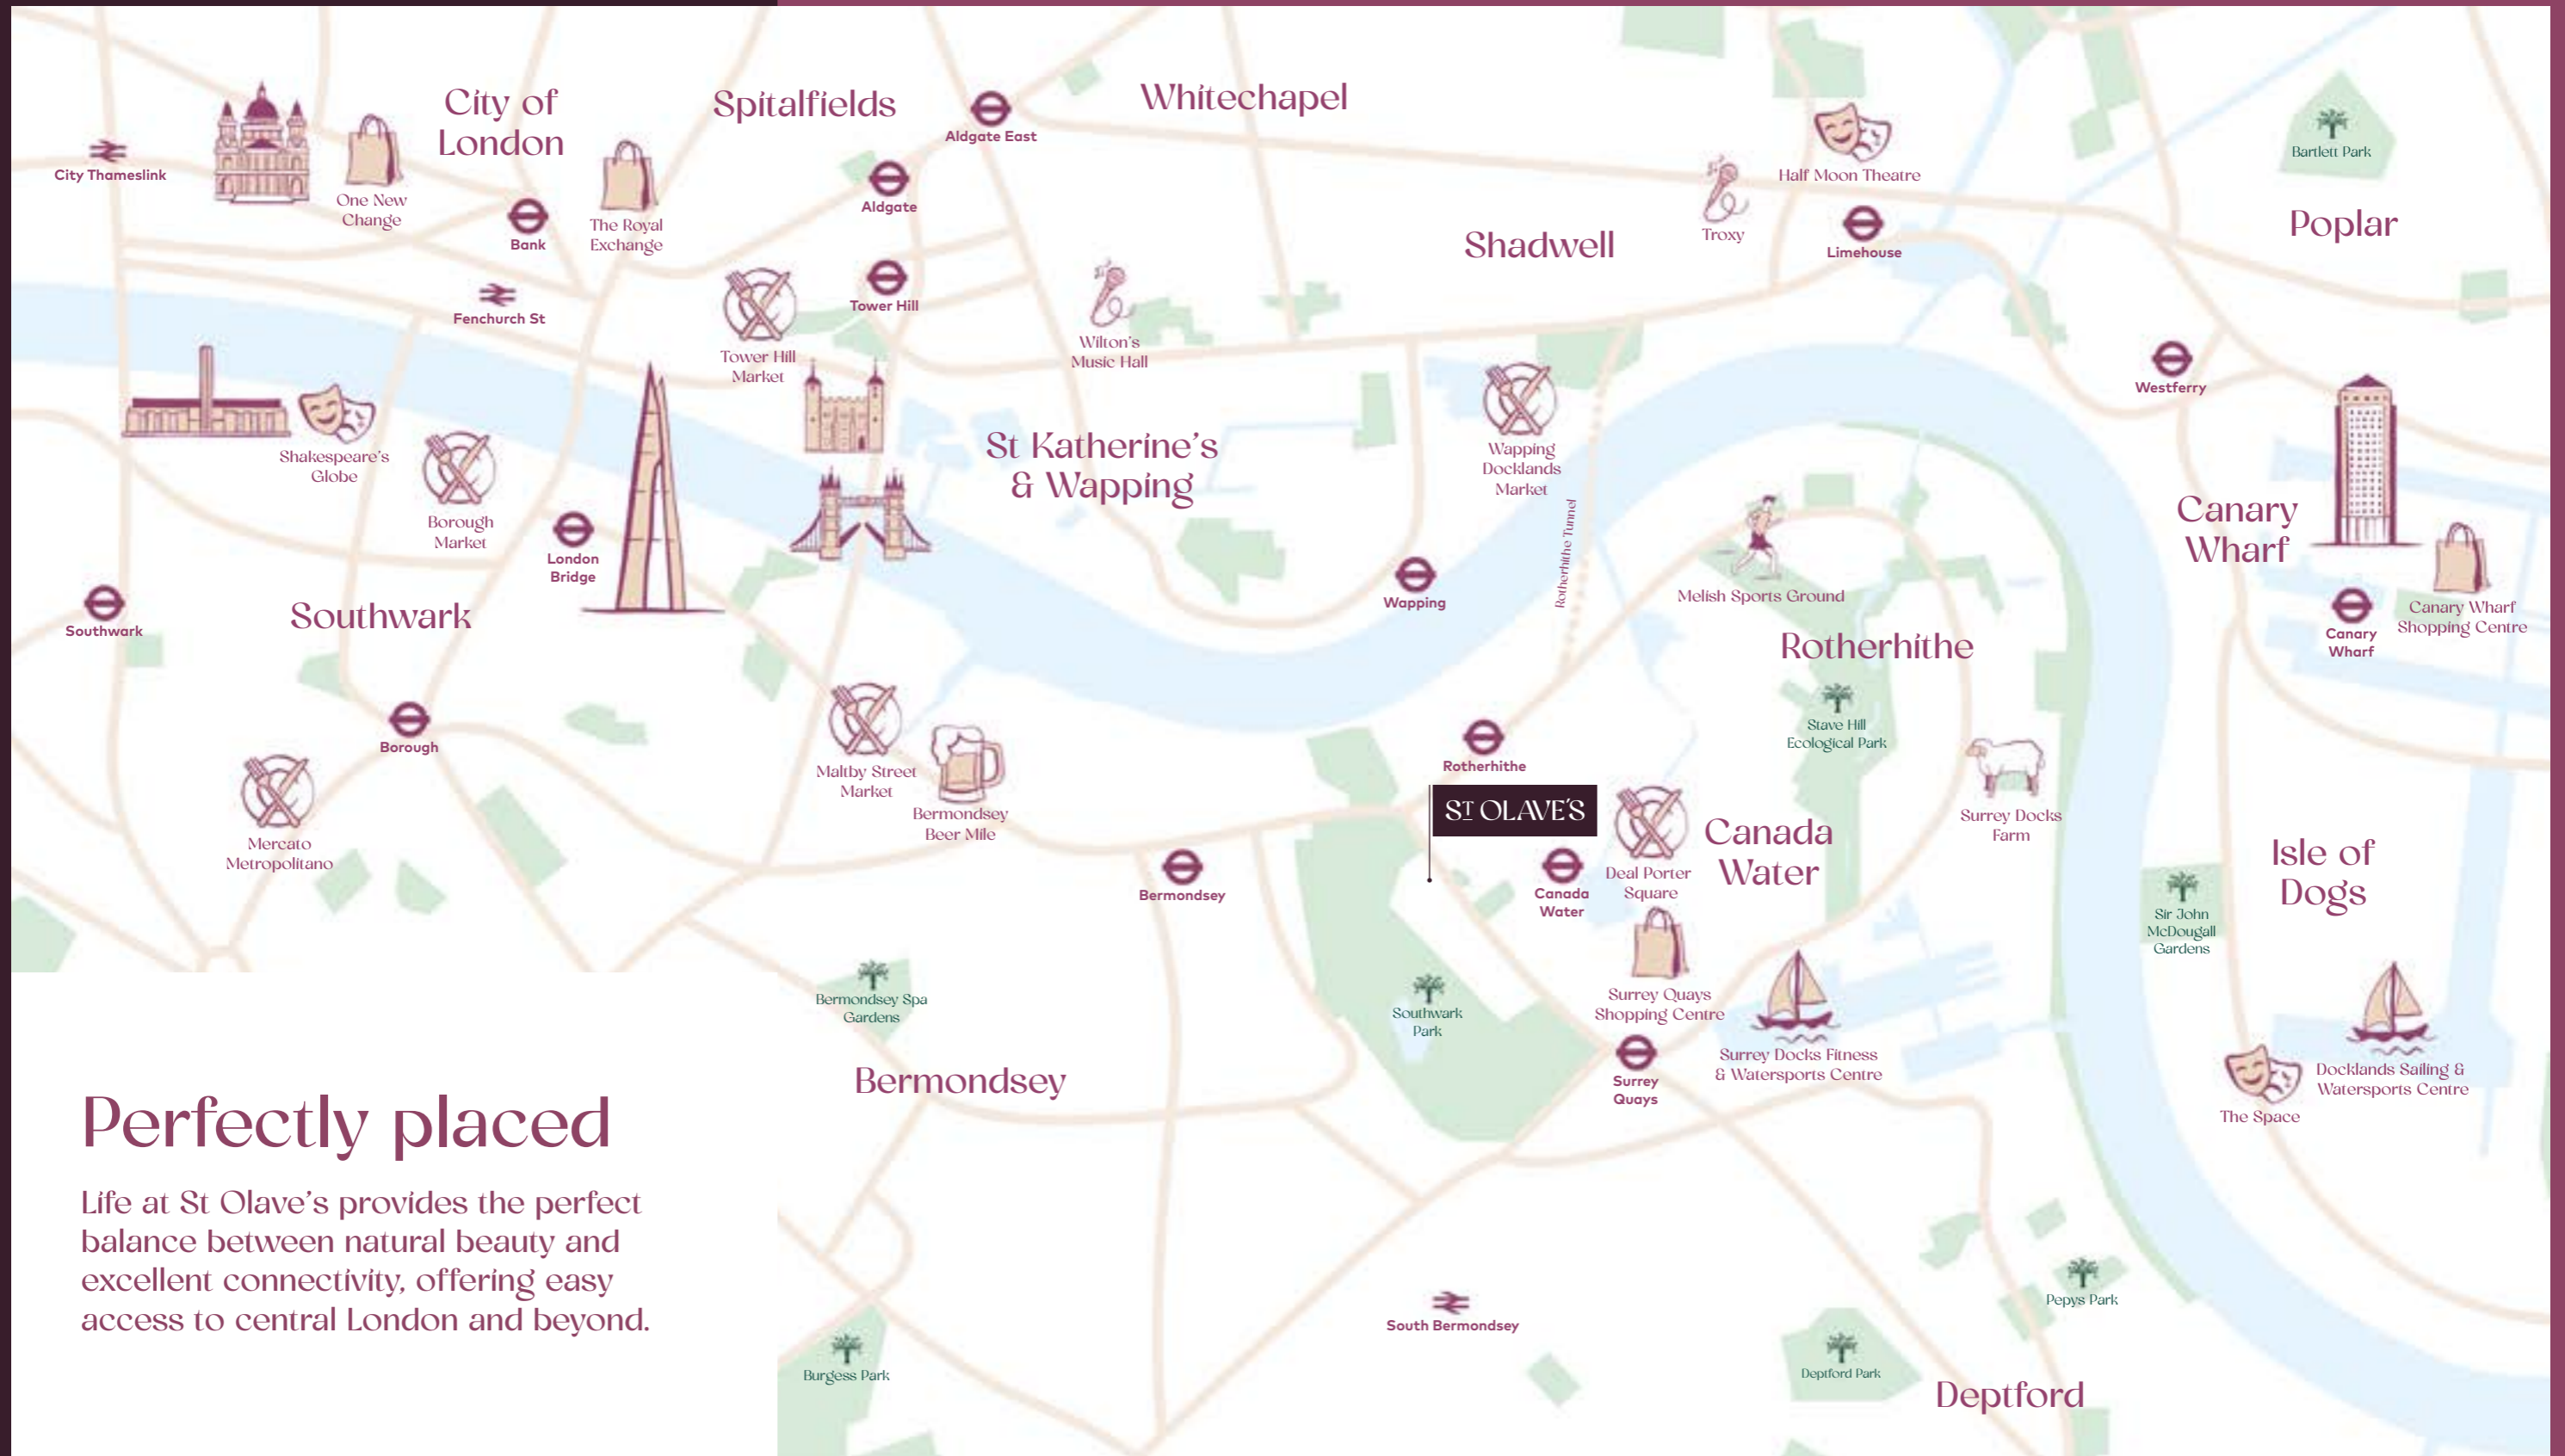 City of
London
Spitalfields
Whitechapel
Aldgate East
City Thameslink
One New
Change
Bank
The Royal
Exchange
Aldgate
Half Moon Theatre
Bartlett Park
Poplar
Shadwell
Troxy
Limehouse
Fenchurch St
Tower Hill
Tower Hill
Market
Wilton's
Music Hall
Westferry
Shakespeare's
Globe
Borough
Market
St Katherine's
& Wapping
Wapping
Docklands
Market
Rotherhithe Tunnel
Canary
Wharf
London
Bridge
Southwark
Southwark
Wapping
Melish Sports Ground
Canary Wharf
Shopping Centre
Canary
Wharf
Rotherhithe
Stave Hill
Ecological Park
Borough
Maltby Street
Market
Bermondsey
Beer Mile
Rotherhithe
ST OLAVE'S
Mercato
Metropolitano
Bermondsey
Canada
Water
Deal Porter
Square
Canada
Water
Surrey Docks
Farm
Isle of
Dogs
Sir John
McDougall
Gardens
Bermondsey Spa
Gardens
Southwark
Park
Surrey Quays
Shopping Centre
Surrey Docks Fitness
& Watersports Centre
Surrey
Quays
Docklands Sailing &
Watersports Centre
The Space
Bermondsey
Perfectly placed
Life at St Olave's provides the perfect
balance between natural beauty and
excellent connectivity, offering easy
access to central London and beyond.
South Bermondsey
Pepys Park
Burgess Park
Deptford Park
Deptford